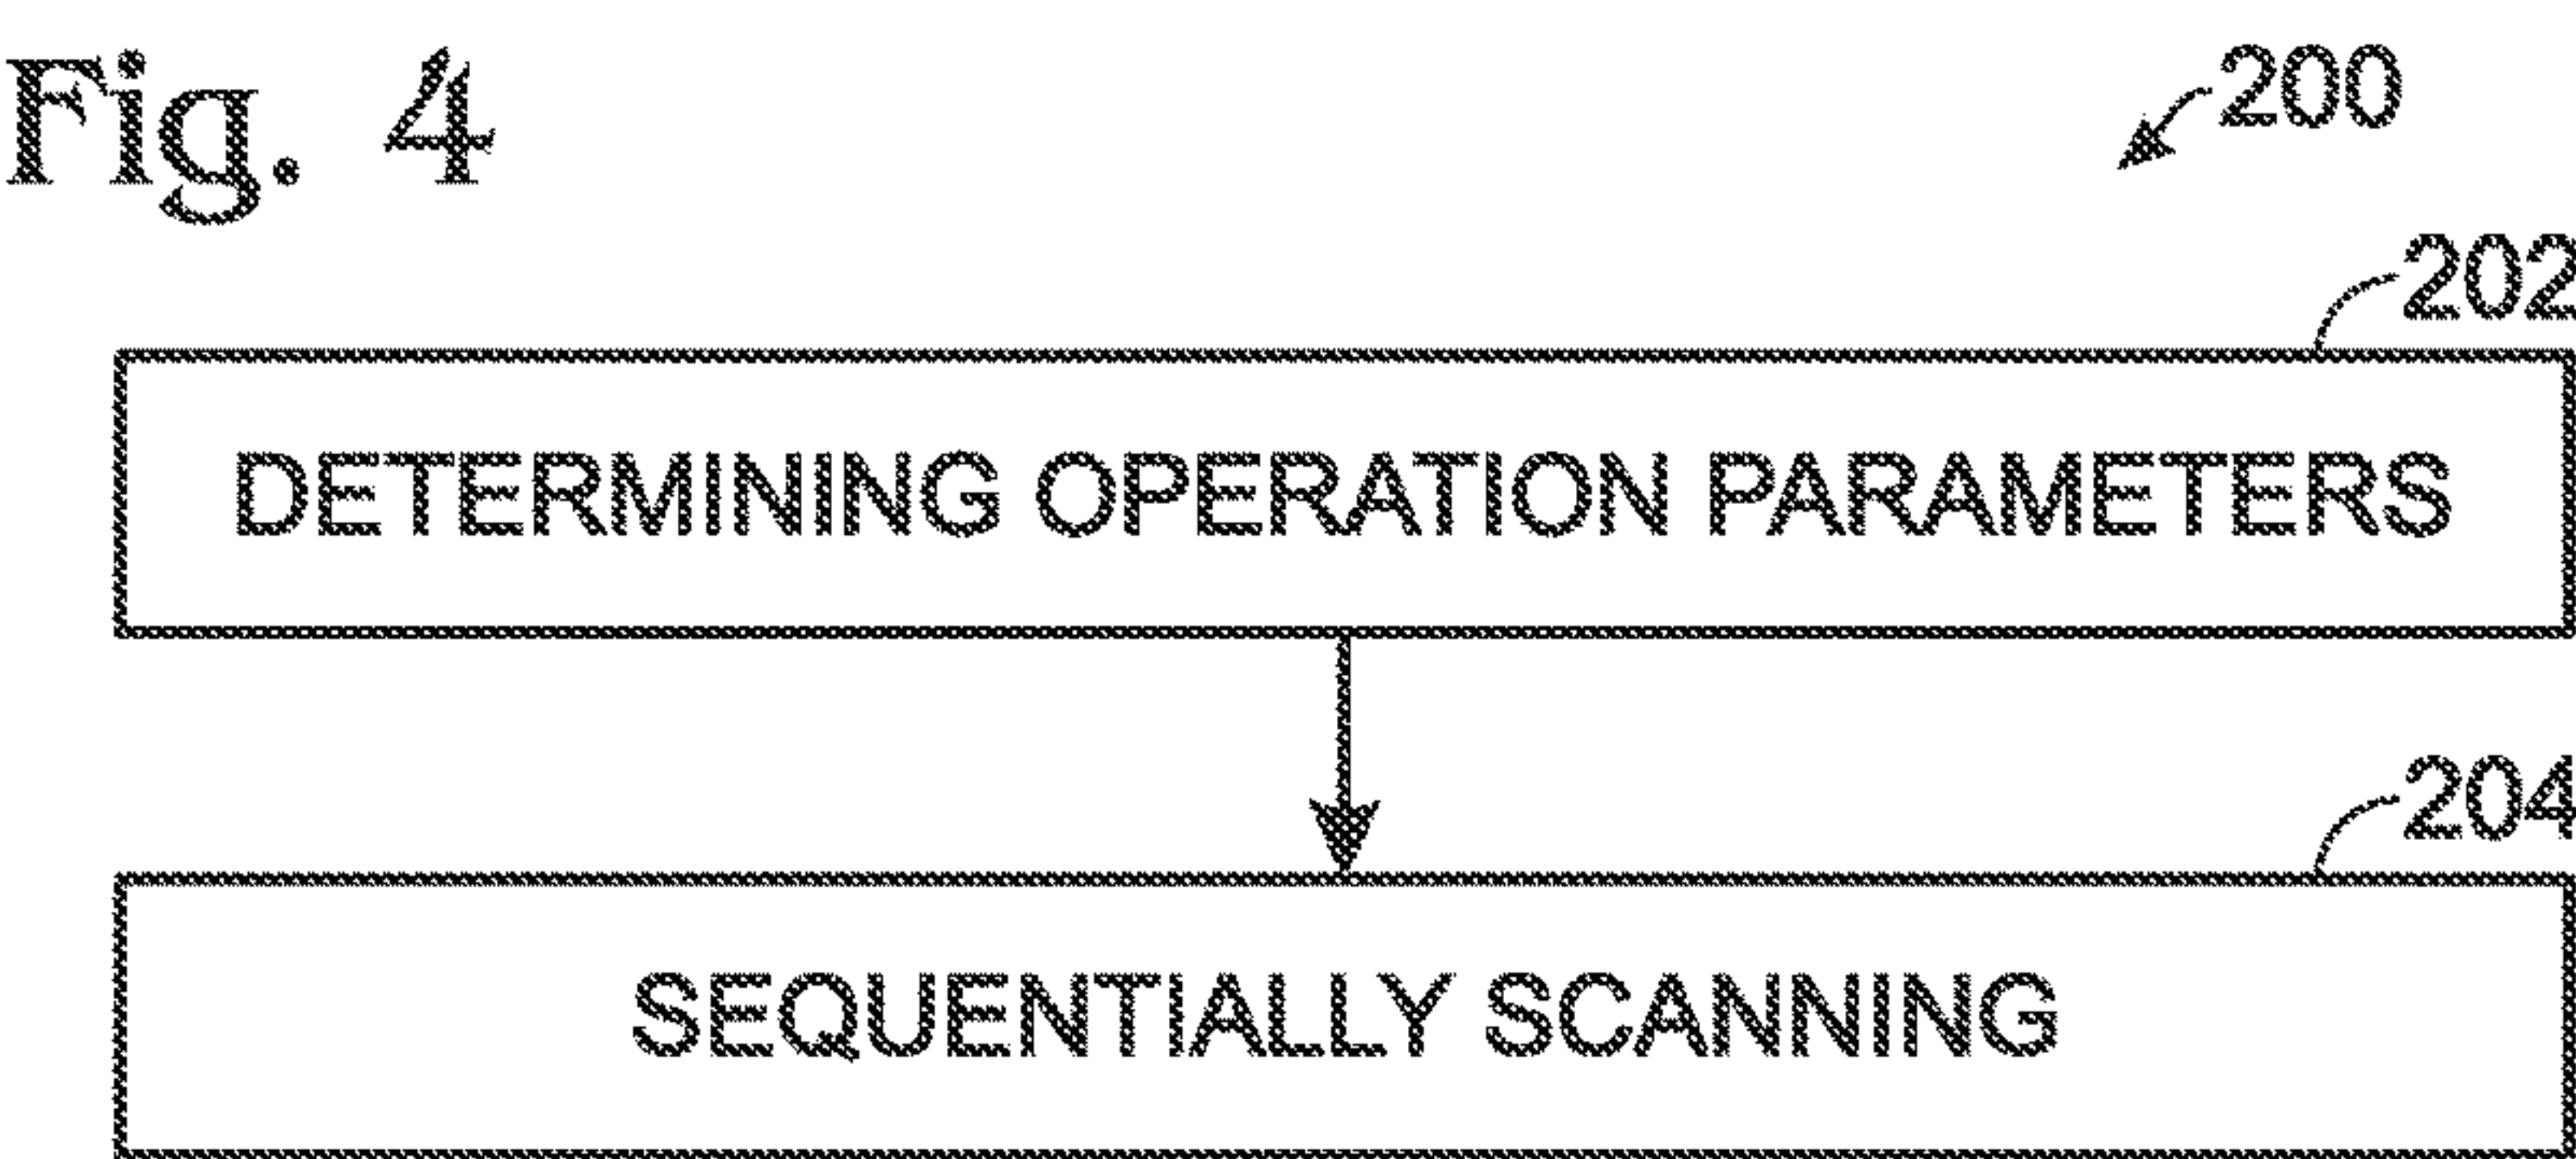 Fig. 4
200
202
DETERMINING OPERATION PARAMETERS
204
SEQUENTIALLY SCANNING